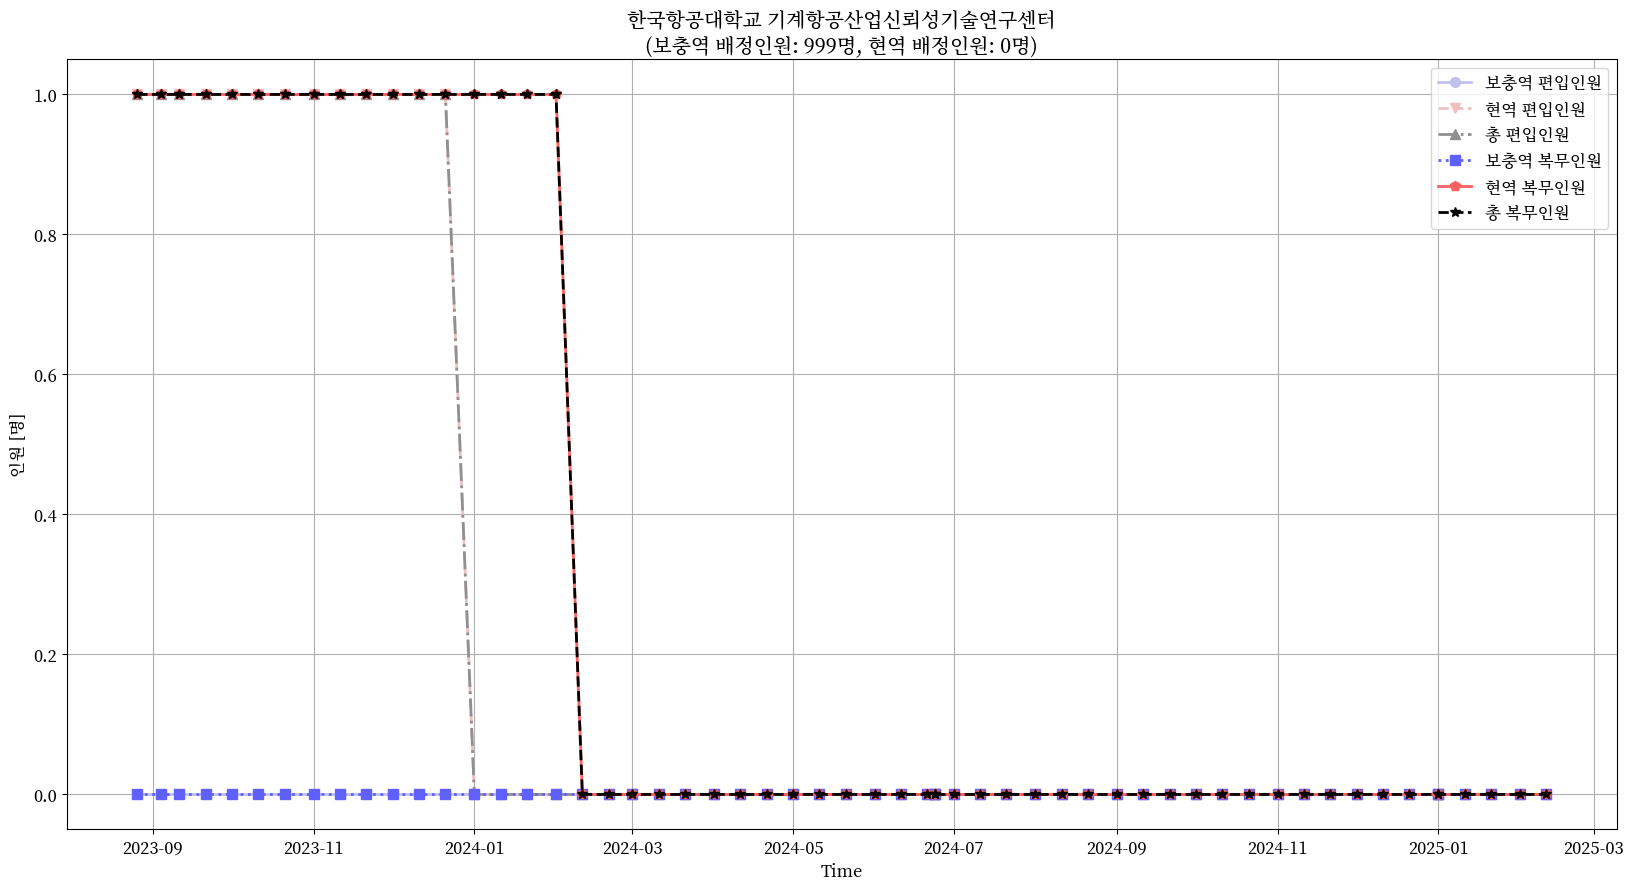 한국항공대학교 기계항공산업신뢰성기술연구센터
(보충역 배정인원: 999명, 현역 배정인원: 0명)
보충역 편입인원
현역 편입인원
총 편입인원
보충역 복무인원
현역 복무인원
총 복무인원
인원 [명]
1.0
0.8
0.6
0.4
0.2
0.0
2023-09
2023-11
2024-01
2024-03
2024-05
2024-07
2024-09
2024-11
2025-01
2025-03
Time